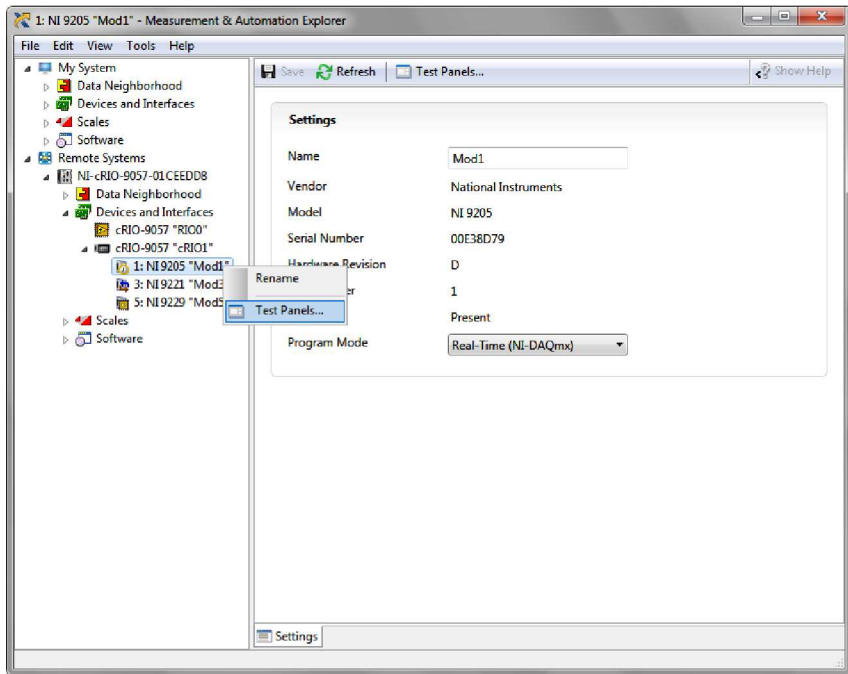 1: NI 9205 "Mod1" - Measurement & Automation Explorer
File Edit View Tools Help
My System
Data Neighborhood
Devices and Interfaces
Scales
Software
Remote Systems
NI-cRIO-9057-01CEEDD8
Data Neighborhood
Devices and Interfaces
cRIO-9057 "RIO0"
cRIO-9057 "cRIO1"
1: NI 9205 "Mod1"
3: NI 9221 "Mod3
5: NI 9229 "Mod5
Scales
Software
Rename
Test Panels...
Save Refresh Test Panels... Show Help
Settings
Name Mod1
Vendor National Instruments
Model NI 9205
Serial Number 00E38D79
Hardware Revision D
er 1
Present
Program Mode Real-Time (NI-DAQmx)
Settings